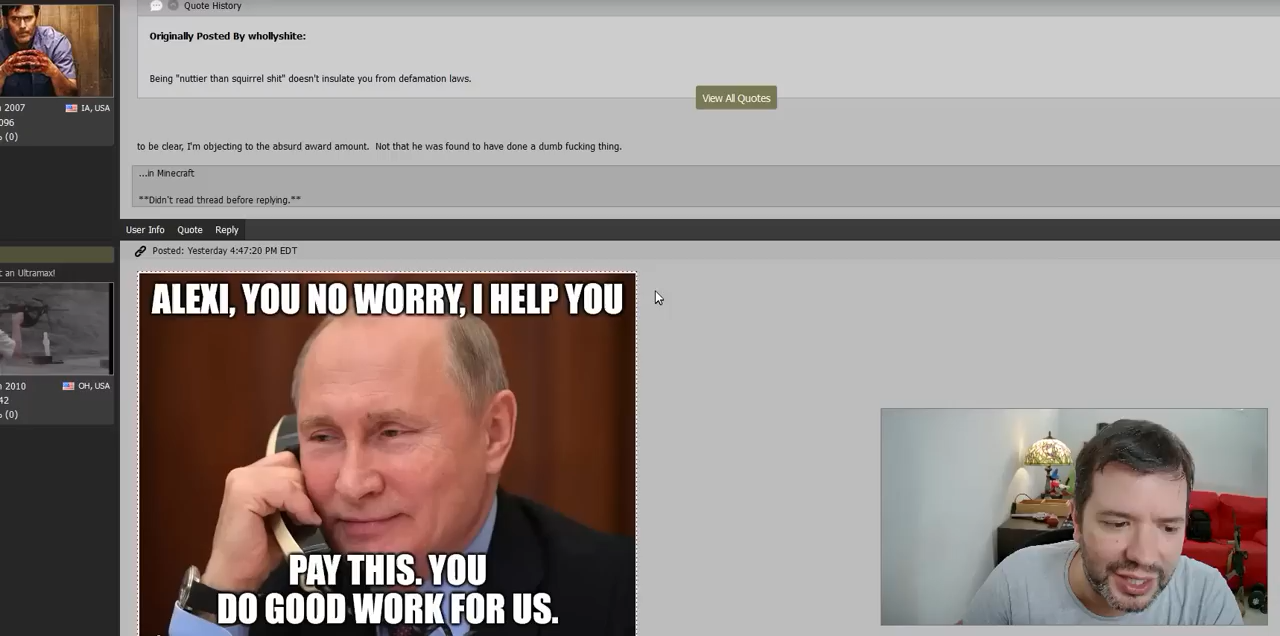 Quote History
Originally Posted By whollyshite:
Being "nuttier than squirrel shit" doesn't insulate you from defamation laws.
View All Quotes
2007 IA, USA
096
(0)
to be clear, I'm objecting to the absurd award amount. Not that he was found to have done a dumb fucking thing.
...in Minecraft
**Didn't read thread before replying.**
User Info Quote Reply
Posted: Yesterday 4:47:20 PM EDT
an Ultramax!
ALEXI, YOU NO WORRY, I HELP YOU
2010 OH, USA
42
(0)
PAY THIS. YOU
DO GOOD WORK FOR US.